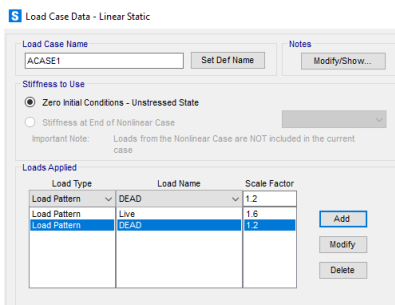 S Load Case Data - Linear Static
Load Case Name
Notes
ACASE1
Set Def Name
Modify/Show...
Stiffness to Use
Zero Initial Conditions - Unstressed State
Stiffness at End of Nonlinear Case
Important Note: Loads from the Nonlinear Case are NOT included in the current
case
Loads Applied
Load Type Load Name Scale Factor
Load Pattern DEAD 1.2
Load Pattern Live 1.6
Load Pattern DEAD 1.2
Add
Modify
Delete